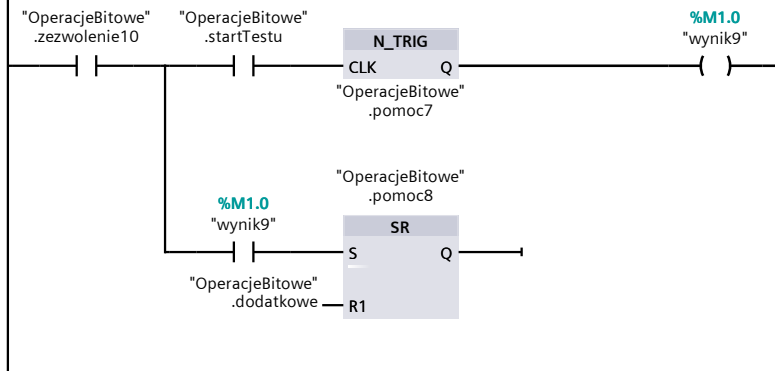 "OperacjeBitowe"
.zezwolenie10
"OperacjeBitowe"
.startTestu
N_TRIG
CLK
Q
"OperacjeBitowe"
.pomoc7
%M1.0
"wynik9"
"OperacjeBitowe"
.pomoc8
%M1.0
"wynik9"
SR
S
Q
"OperacjeBitowe"
.dodatkowe
R1